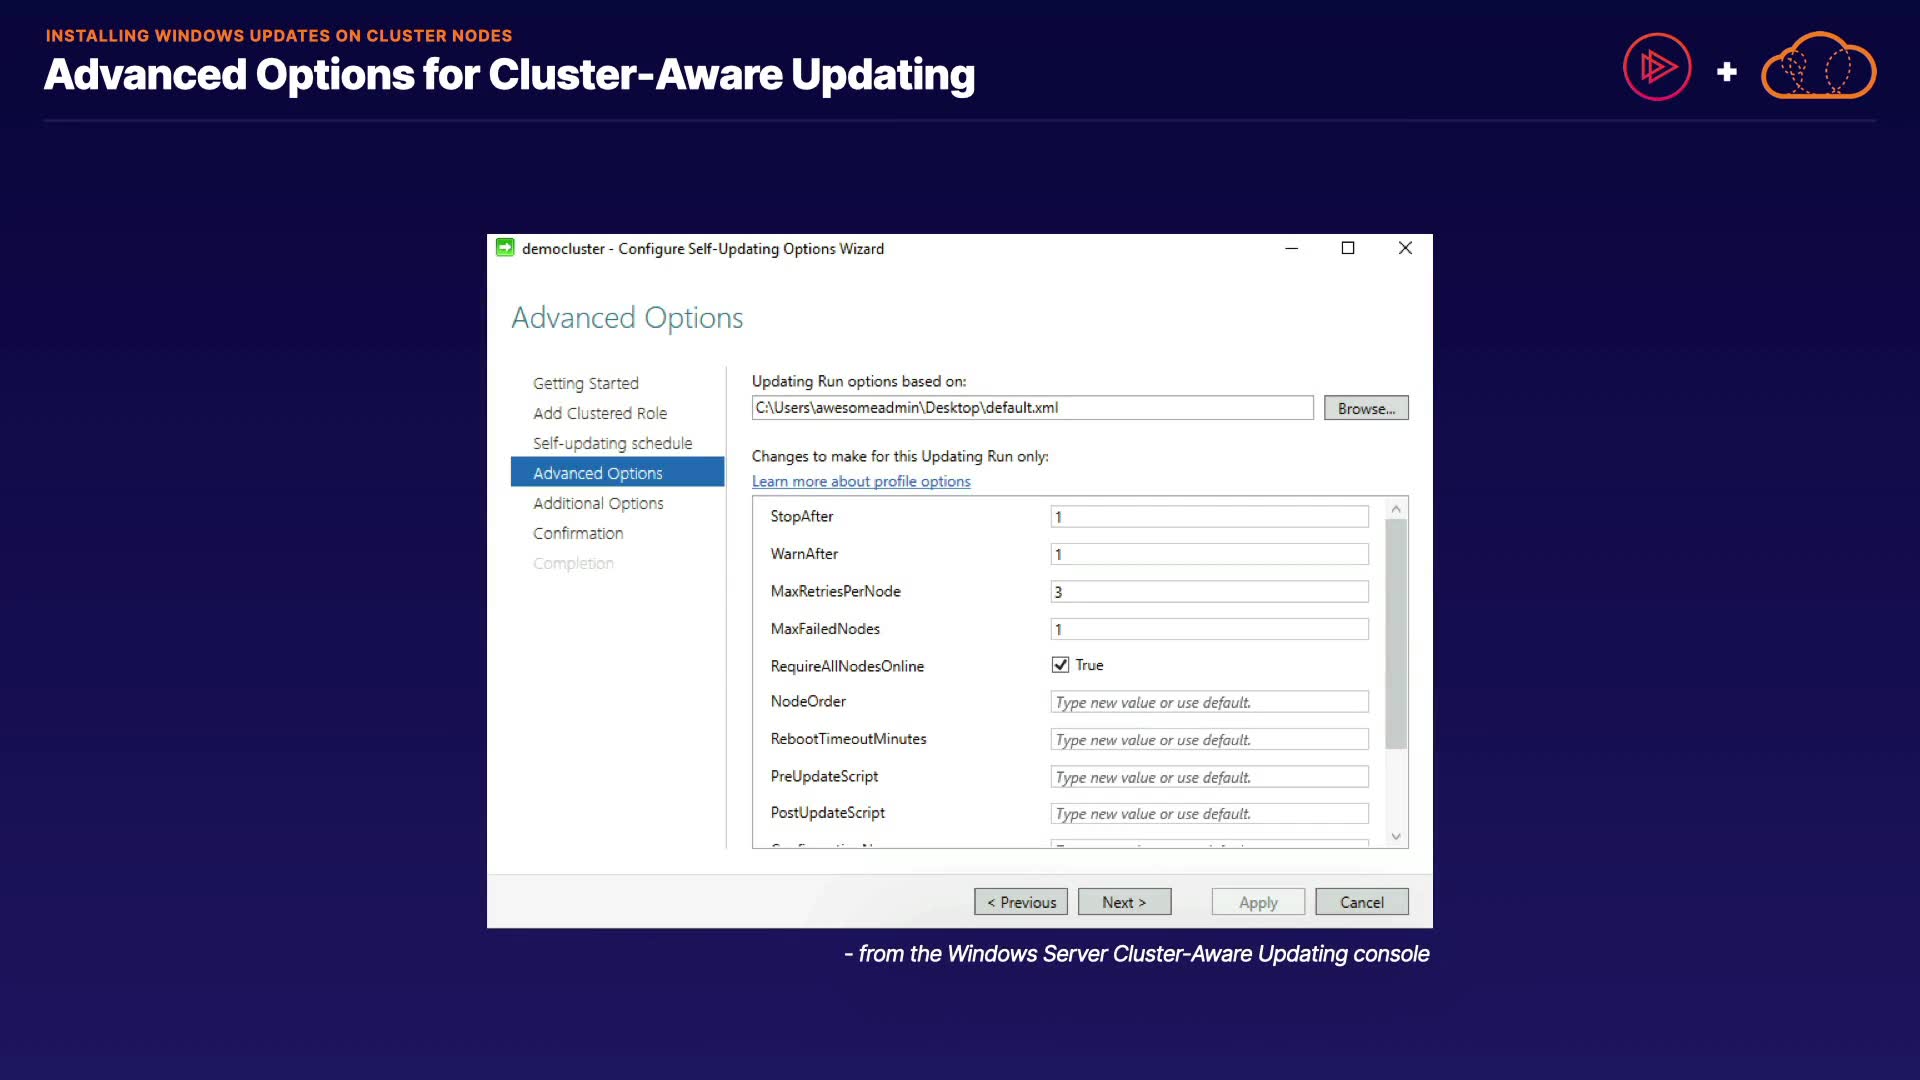 INSTALLING WINDOWS UPDATES ON CLUSTER NODES
Advanced Options for Cluster-Aware Updating
democluster - Configure Self-Updating Options Wizard
Advanced Options
Getting Started
Add Clustered Role
Self-updating schedule
Advanced Options
Additional Options
Confirmation
Completion
Updating Run options based on:
C:\Users\awesomeadmin\Desktop\default.xml
Browse...
Changes to make for this Updating Run only:
Learn more about profile options
StopAfter 1
WarnAfter 1
MaxRetriesPerNode 3
MaxFailedNodes 1
RequireAllNodesOnline True
NodeOrder Type new value or use default.
RebootTimeoutMinutes Type new value or use default.
PreUpdateScript Type new value or use default.
PostUpdateScript Type new value or use default.
< Previous Next > Apply Cancel
- from the Windows Server Cluster-Aware Updating console